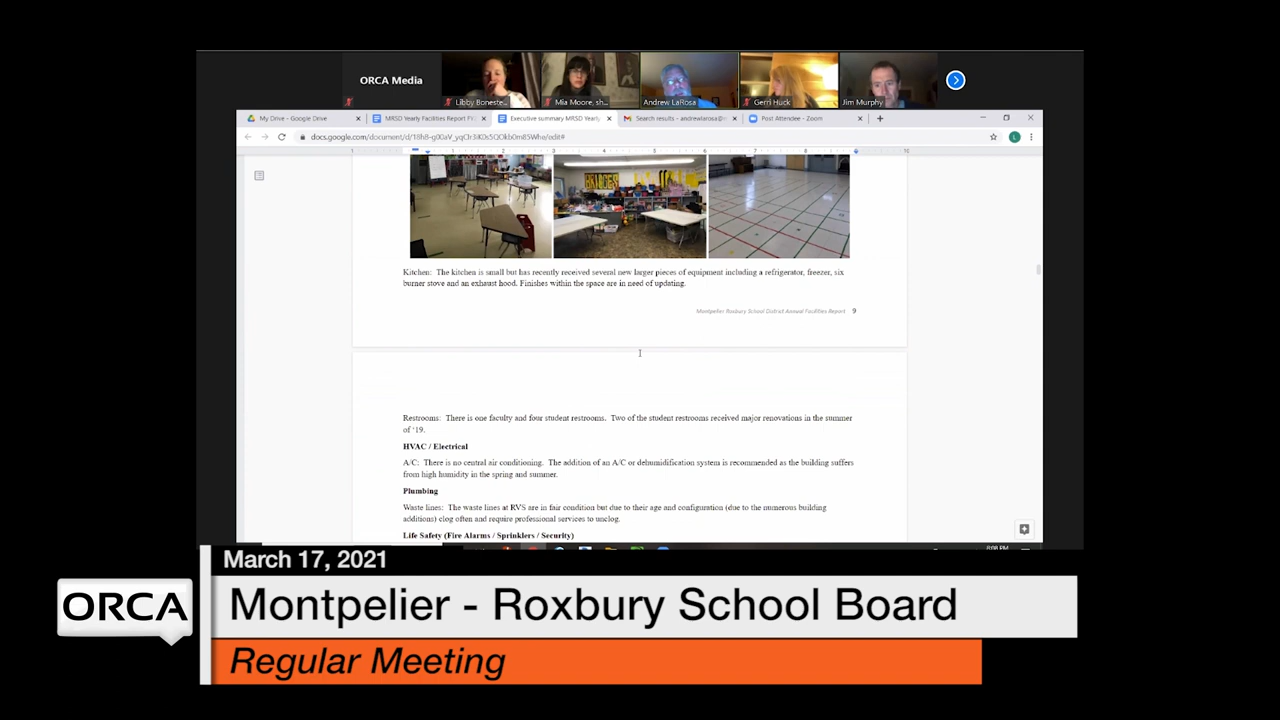 ORCA Media
LibbyBoneste...
Mia Moore, sh...
Andrew LaRosa
Gerri Huck
Jim Murphy
My Drive - Google Drive
MRSD Yearly Facilities Report FY
Executive summary MRSD Yearly
Search results - andrewlarosa@
Post Attendee - Zoom
BRIDGES
Kitchen: The kitchen is small but has recently received several new larger pieces of equipment including a refrigerator, freezer, six
burner stove and an exhaust hood. Finishes within the space are in need of updating.
Montpelier Roxbury School District Annual Facilities Report 9
Restrooms: There is one faculty and four student restrooms. Two of the student restrooms received major renovations in the summer
of '19.
HVAC / Electrical
A/C: There is no central air conditioning. The addition of an A/C or dehumidification system is recommended as the building suffers
from high humidity in the spring and summer.
Plumbing
Waste lines: The waste lines at RVS are in fair condition but due to their age and configuration (due to the numerous building
additions) clog often and require professional services to unclog.
Life Safety (Fire Alarms / Sprinklers / Security)
March 17, 2021
ORCA
Montpelier - Roxbury School Board
Regular Meeting